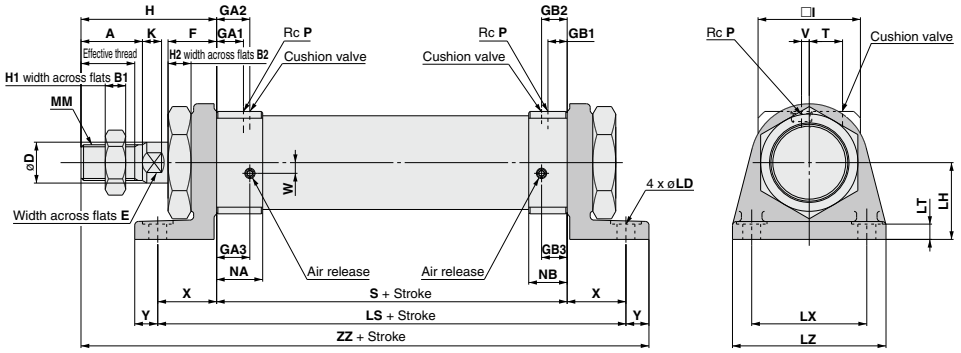 H GA2 GB2 □I
A K F GA1 GB1 V T
Effective thread H2 width across flats B2 Rc P Rc P Rc P Cushion valve
H1 width across flats B1 Cushion valve Cushion valve
MM
øD
W
LT
LH
Width across flats E 4 x øLD
GA3 GB3
NA Air release Air release NB
X S + Stroke X LX
Y LS + Stroke Y LZ
ZZ + Stroke